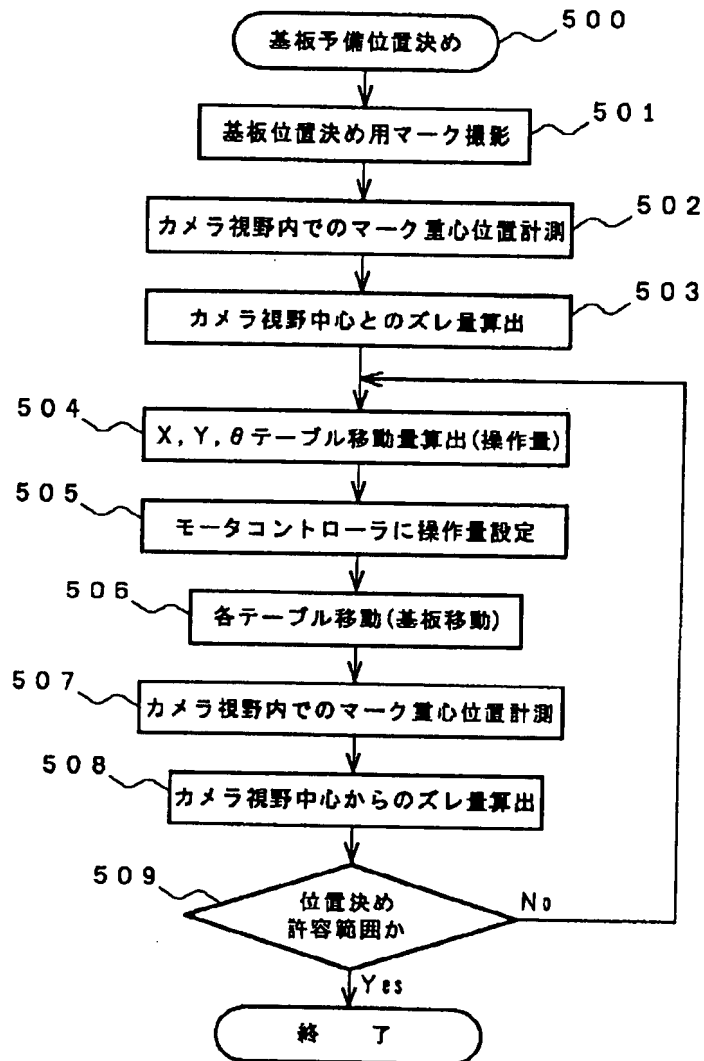 基板予備位置決め
500
基板位置決め用マーク撮影
501
カメラ視野内でのマーク重心位置計測
502
カメラ視野中心とのズレ量算出
503
504
X,Y,θテーブル移動量算出(操作量)
505
モータコントローラに操作量設定
506
各テーブル移動(基板移動)
507
カメラ視野内でのマーク重心位置計測
508
カメラ視野中心からのズレ量算出
509
位置決め
許容範囲か
No
Yes
終 了